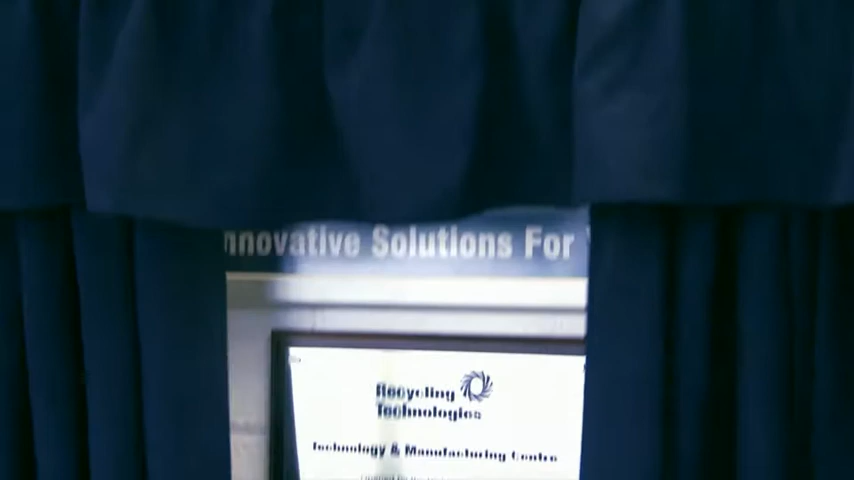 nnovative Solutions For
Recycling
Technologies
Technology & Manufacturing Centre